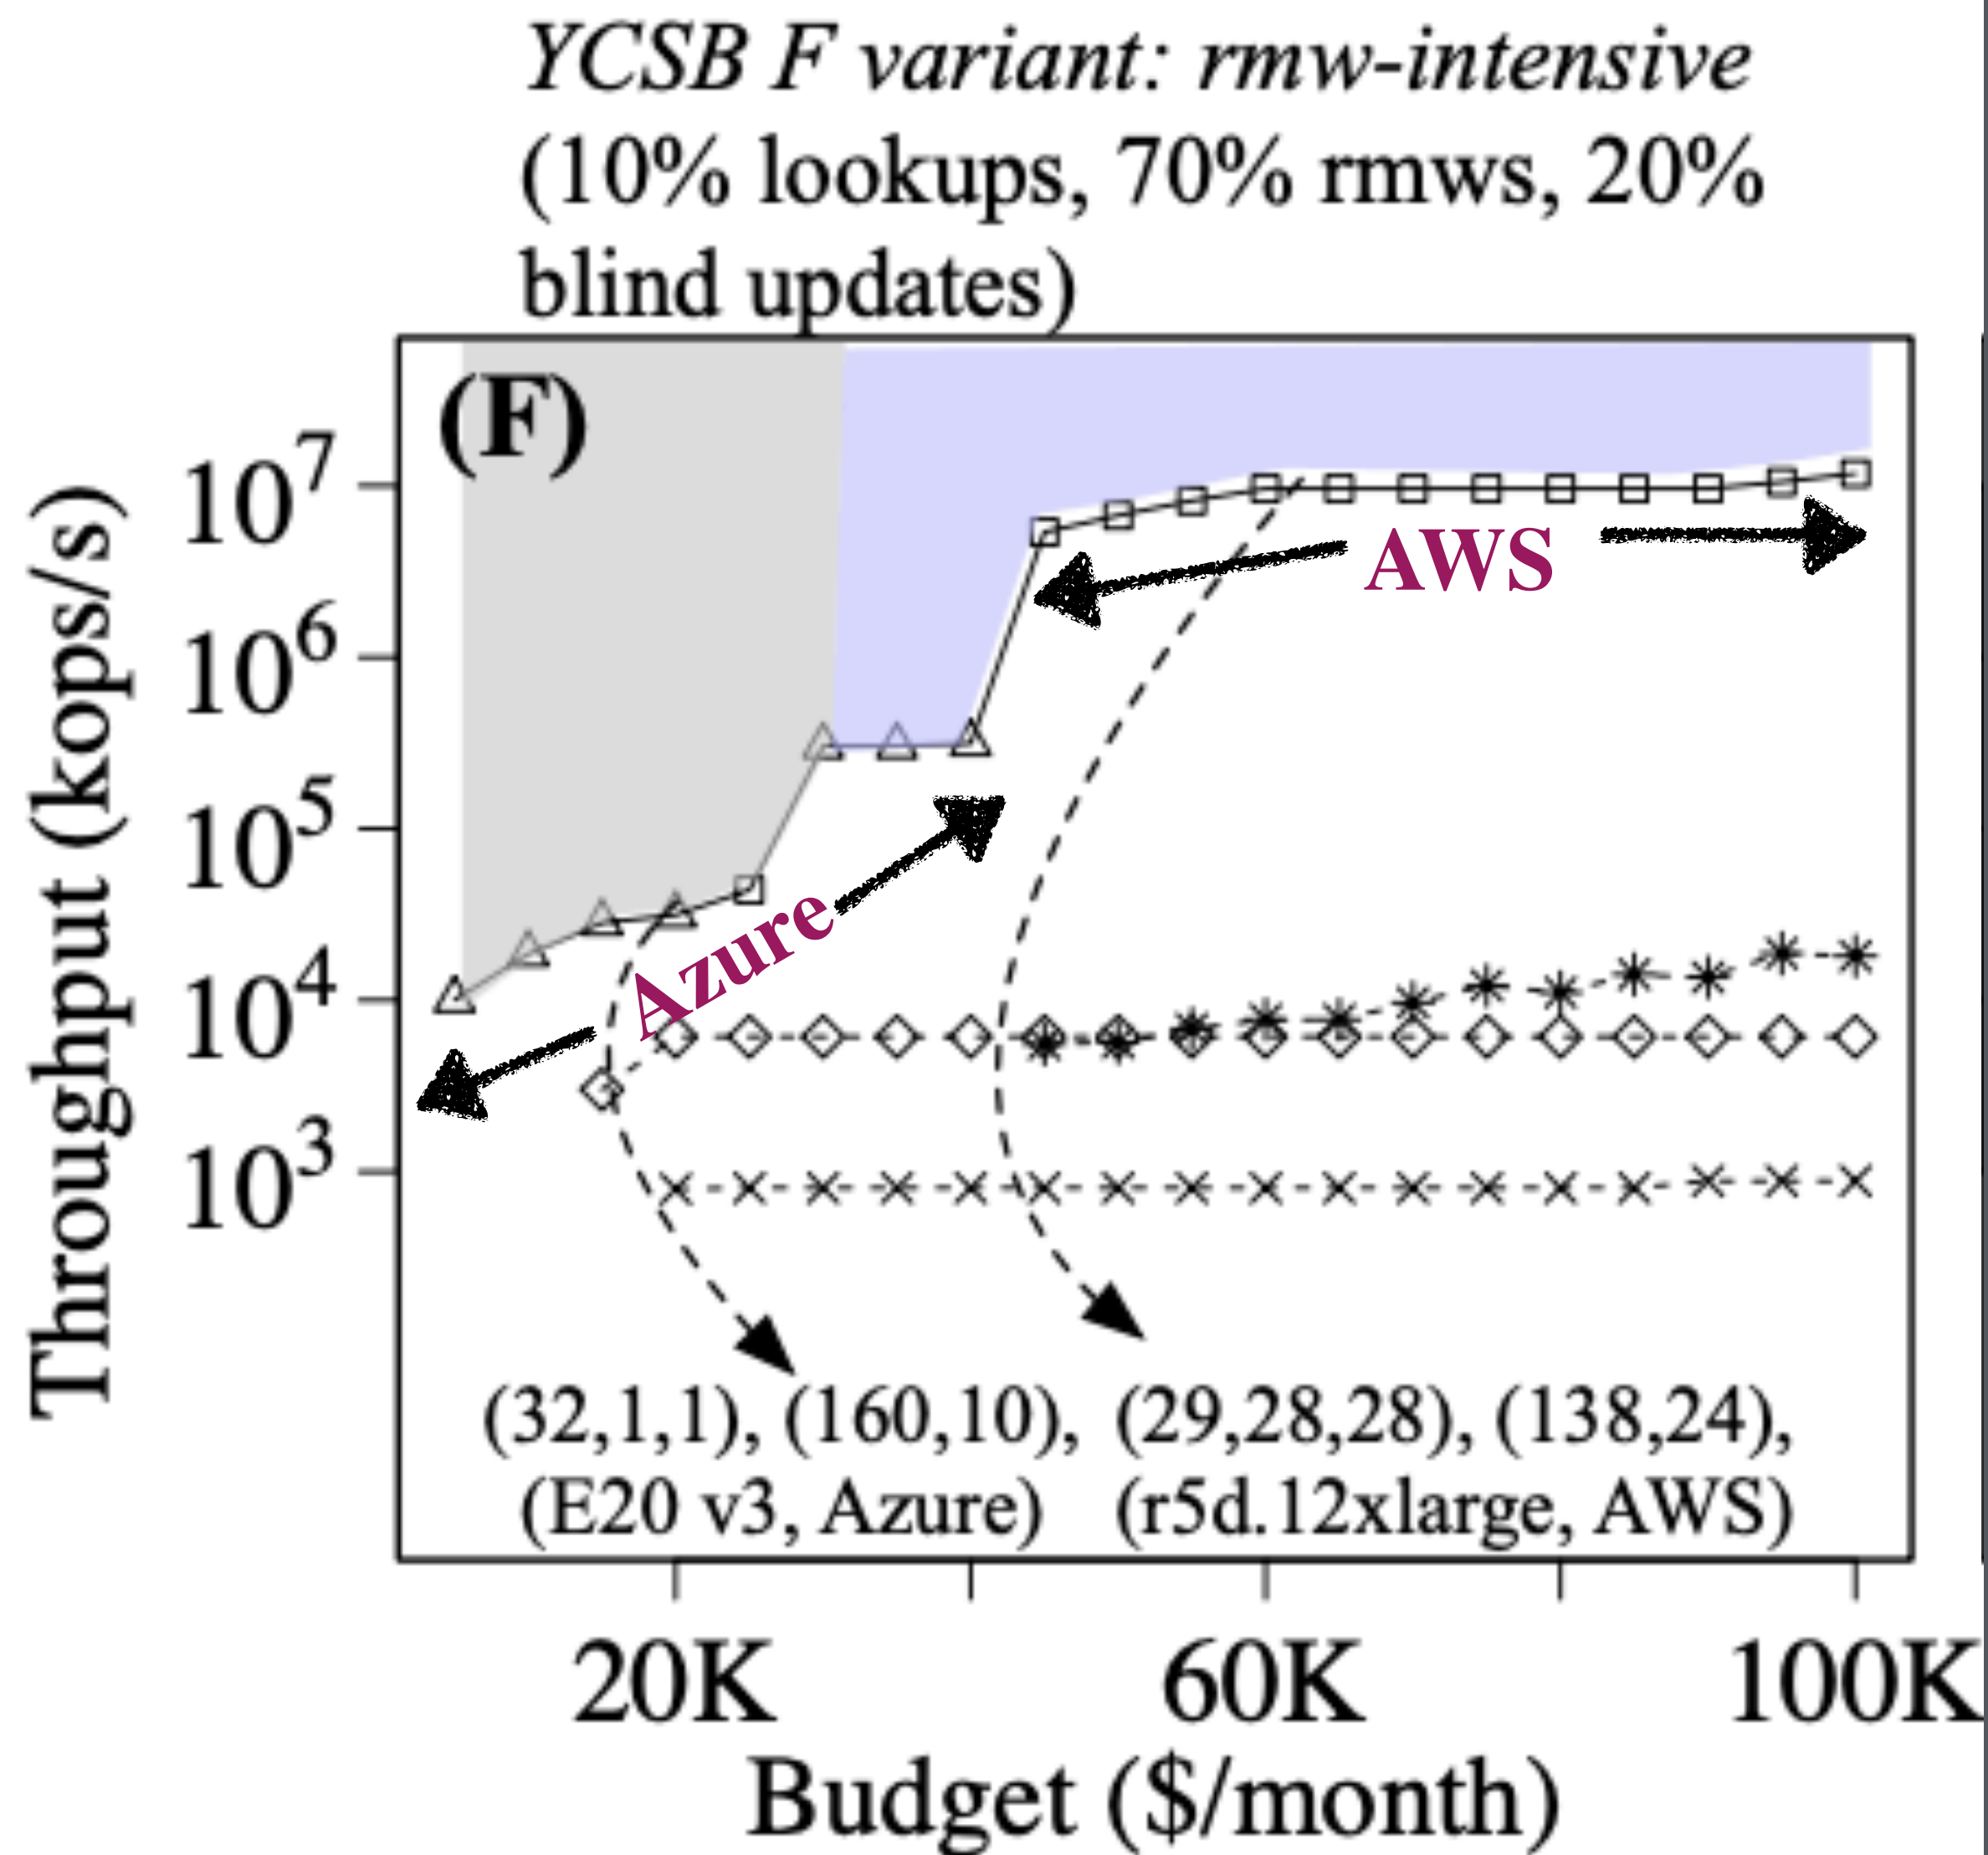 YCSB F variant: rmw-intensive
(10% lookups, 70% rmws, 20%
blind updates)
(F)
10^7
10^6
10^5
10^4
10^3
Throughput (kops/s)
AWS
Azure
(32,1,1), (160,10),
(E20 v3, Azure)
(29,28,28), (138,24),
(r5d.12xlarge, AWS)
20K 60K 100K
Budget ($/month)